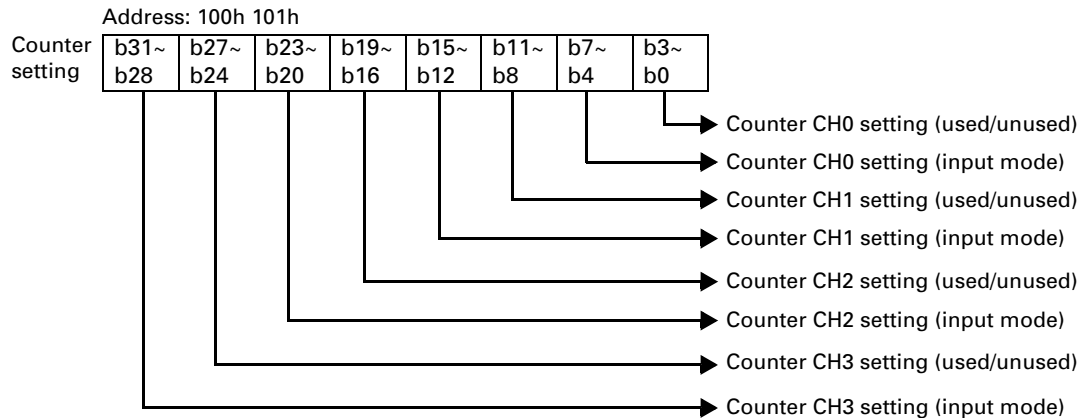 Address: 100h 101h
Counter setting
b31~ b27~ b23~ b19~ b15~ b11~ b7~ b3~
b28 b24 b20 b16 b12 b8 b4 b0
Counter CH0 setting (used/unused)
Counter CH0 setting (input mode)
Counter CH1 setting (used/unused)
Counter CH1 setting (input mode)
Counter CH2 setting (used/unused)
Counter CH2 setting (input mode)
Counter CH3 setting (used/unused)
Counter CH3 setting (input mode)